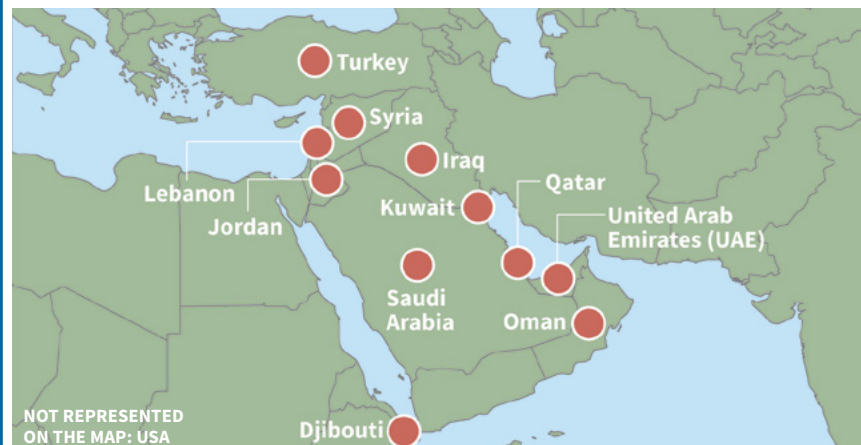 Turkey
Syria
Iraq
Lebanon
Jordan
Kuwait
Qatar
United Arab
Emirates (UAE)
Saudi
Arabia
Oman
Djibouti
NOT REPRESENTED
ON THE MAP: USA